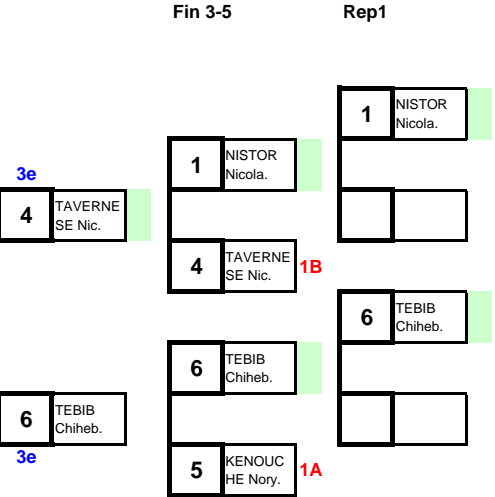 Fin 3-5 Rep1
1 NISTOR
Nicola.
1 NISTOR
Nicola.
3e
4 TAVERNE
SE Nic.
4 TAVERNE
SE Nic. 1B
6 TEBIB
Chiheb.
6 TEBIB
Chiheb.
6 TEBIB
Chiheb.
3e
5 KENOUC
HE Nory. 1A